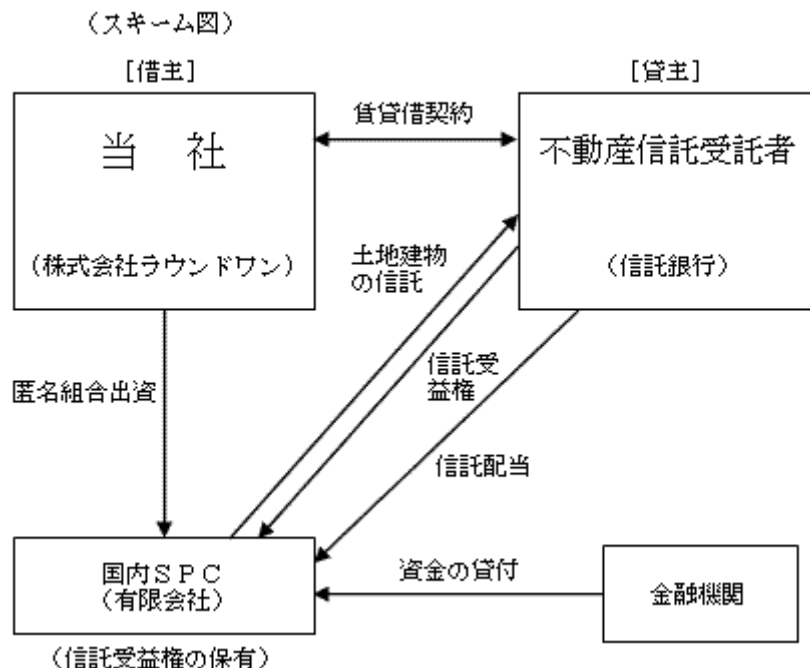 （スキーム図）
［借主］
［貸主］
当　社
（株式会社ラウンドワン）
賃貸借契約
不動産信託受託者
（信託銀行）
土地建物
の信託
信託受
益権
匿名組合出資
信託配当
国内ＳＰＣ
（有限会社）
資金の貸付
金融機関
（信託受益権の保有）